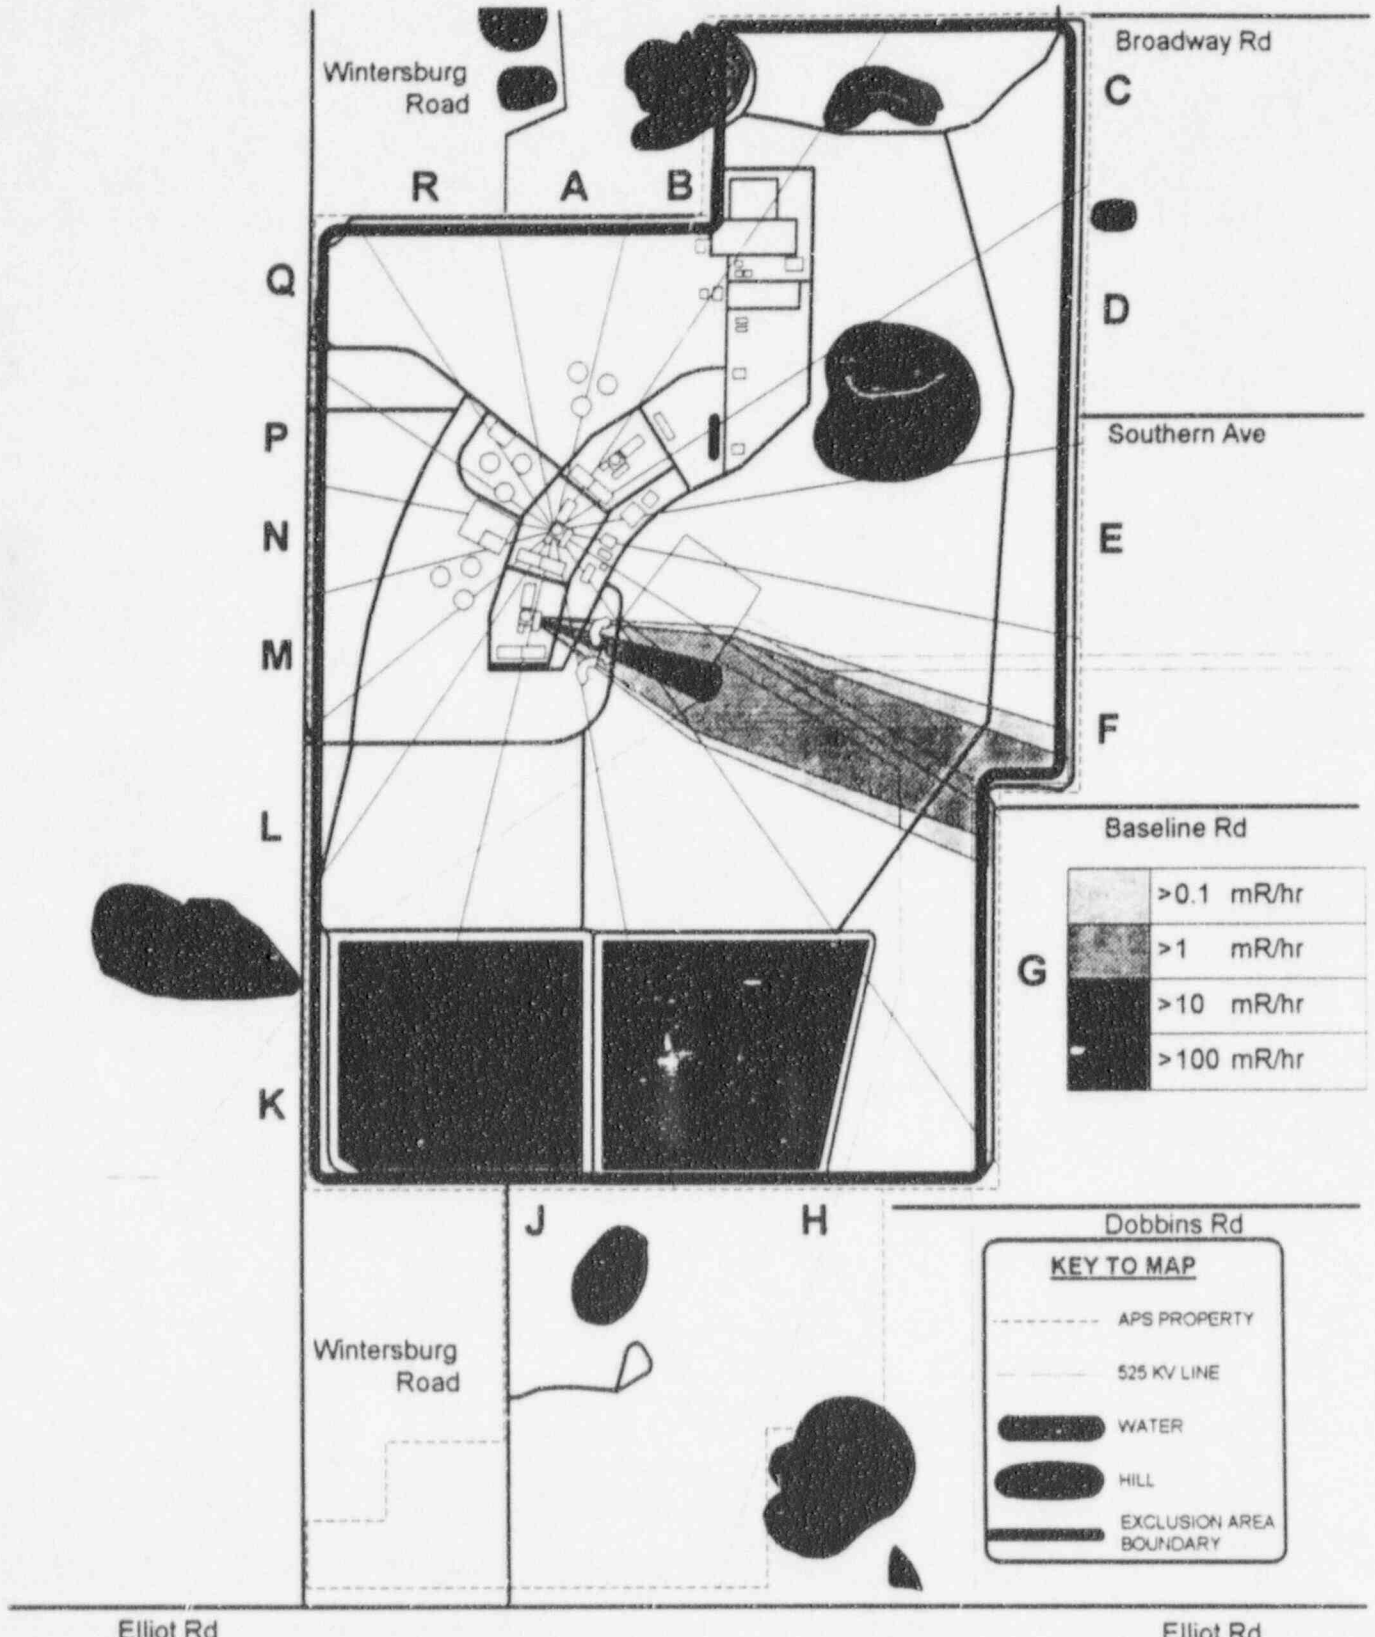 Broadway Rd
Wintersburg
Road
C
R
A
B
Q
D
P
Southern Ave
N
E
M
F
L
Baseline Rd
>0.1 mR/hr
>1 mR/hr
G
>10 mR/hr
>100 mR/hr
K
J
H
Dobbins Rd
KEY TO MAP
APS PROPERTY
525 KV LINE
WATER
HILL
EXCLUSION AREA
BOUNDARY
Wintersburg
Road
Elliot Rd
Elliot Rd